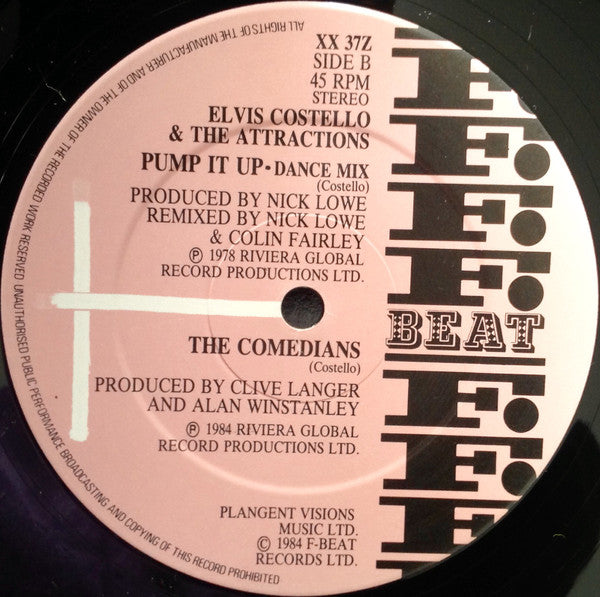 XX 37Z
SIDE B
45 RPM
STEREO
ELVIS COSTELLO
& THE ATTRACTIONS
PUMP IT UP • DANCE MIX
(Costello)
PRODUCED BY NICK LOWE
REMIXED BY NICK LOWE
& COLIN FAIRLEY
℗ 1978 RIVIERA GLOBAL
RECORD PRODUCTIONS LTD.
THE COMEDIANS
(Costello)
PRODUCED BY CLIVE LANGER
AND ALAN WINSTANLEY
℗ 1984 RIVIERA GLOBAL
RECORD PRODUCTIONS LTD.
PLANGENT VISIONS
MUSIC LTD.
© 1984 F-BEAT
RECORDS LTD.
F.
F.
F.
F.
BEAT
F.
F.
F
ALL RIGHTS OF THE MANUFACTURER AND OF THE OWNER OF THE RECORDED WORK RESERVED UNAUTHORISED PUBLIC PERFORMANCE BROADCASTING AND COPYING OF THIS RECORD PROHIBITED